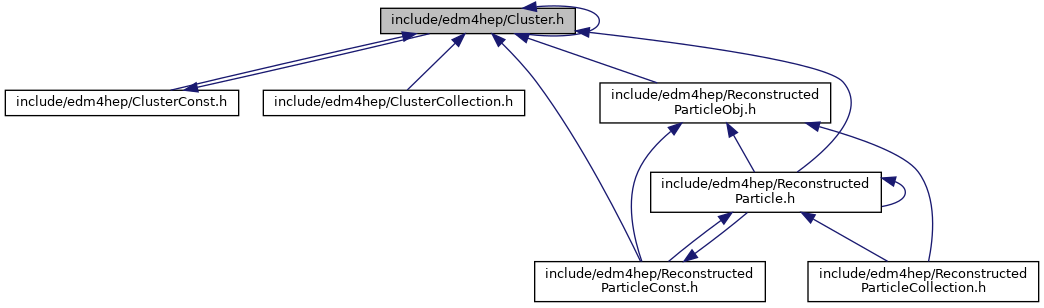 include/edm4hep/Cluster.h
include/edm4hep/ClusterConst.h
include/edm4hep/ClusterCollection.h
include/edm4hep/Reconstructed
ParticleObj.h
include/edm4hep/Reconstructed
Particle.h
include/edm4hep/Reconstructed
ParticleConst.h
include/edm4hep/Reconstructed
ParticleCollection.h